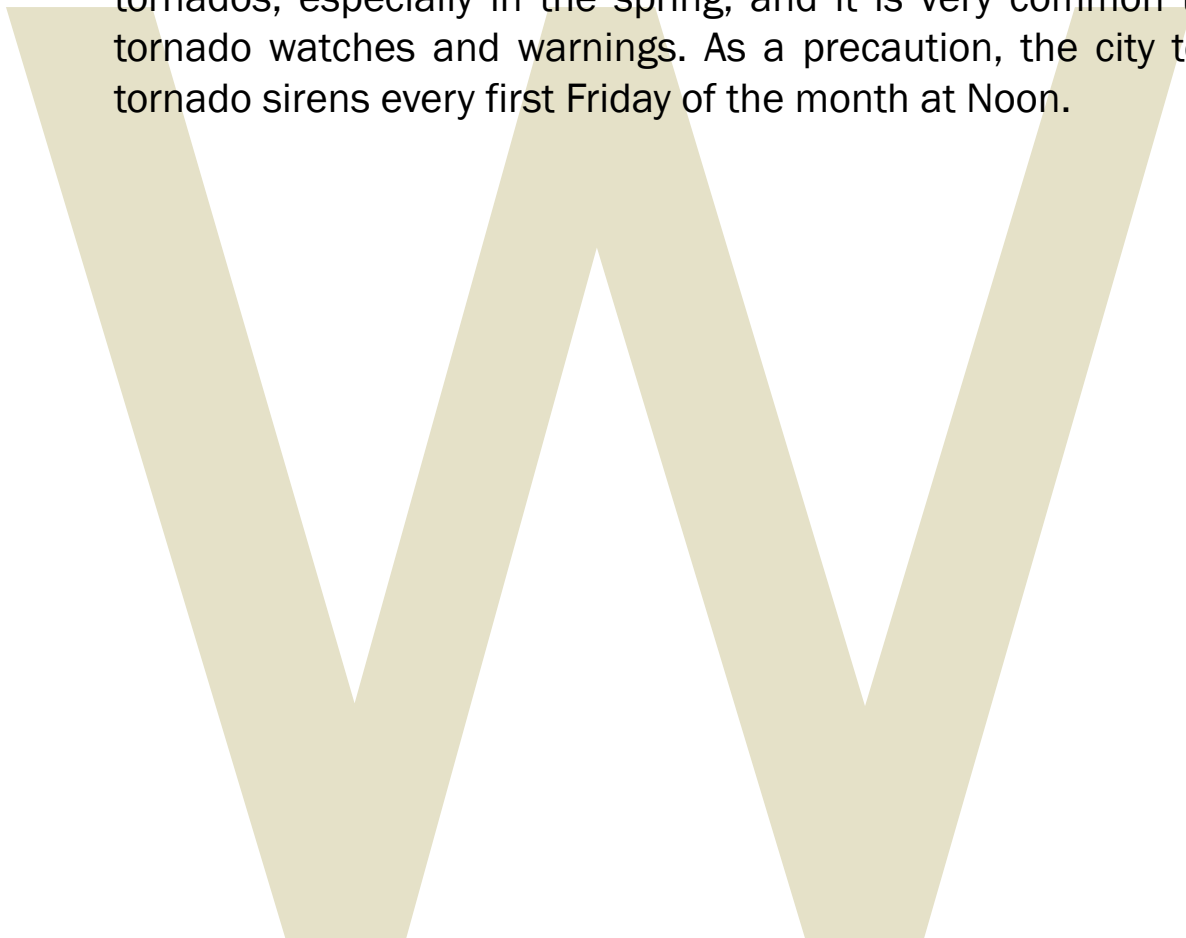 tornados, especially in the spring, and it is very common
tornado watches and warnings. As a precaution, the city
tornado sirens every first Friday of the month at Noon.
W